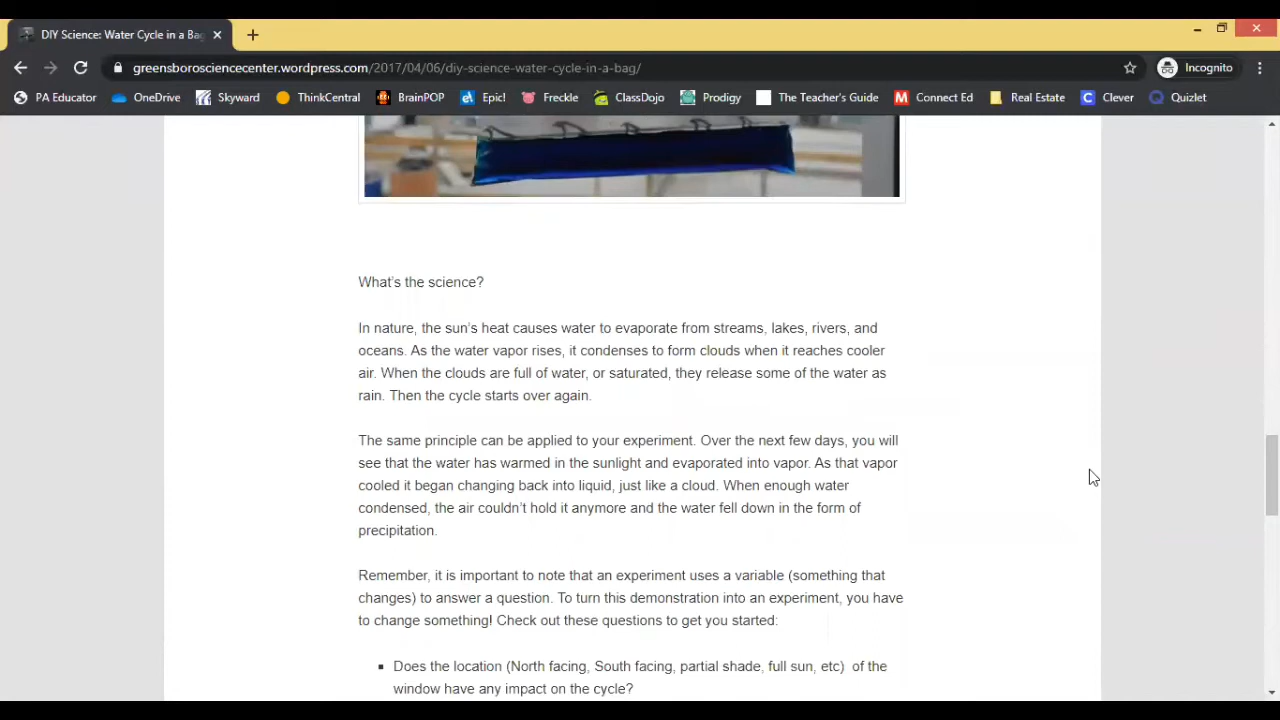 DIY Science: Water Cycle in a Bag
greensborosciencecenter.wordpress.com/2017/04/06/diy-science-water-cycle-in-a-bag/
Incognito
PA Educator OneDrive Skyward ThinkCentral BrainPOP Epic! Freckle ClassDojo Prodigy The Teacher's Guide Connect Ed Real Estate Clever Quizlet
What's the science?
In nature, the sun's heat causes water to evaporate from streams, lakes, rivers, and
oceans. As the water vapor rises, it condenses to form clouds when it reaches cooler
air. When the clouds are full of water, or saturated, they release some of the water as
rain. Then the cycle starts over again.
The same principle can be applied to your experiment. Over the next few days, you will
see that the water has warmed in the sunlight and evaporated into vapor. As that vapor
cooled it began changing back into liquid, just like a cloud. When enough water
condensed, the air couldn't hold it anymore and the water fell down in the form of
precipitation.
Remember, it is important to note that an experiment uses a variable (something that
changes) to answer a question. To turn this demonstration into an experiment, you have
to change something! Check out these questions to get you started:
▪ Does the location (North facing, South facing, partial shade, full sun, etc) of the
window have any impact on the cycle?